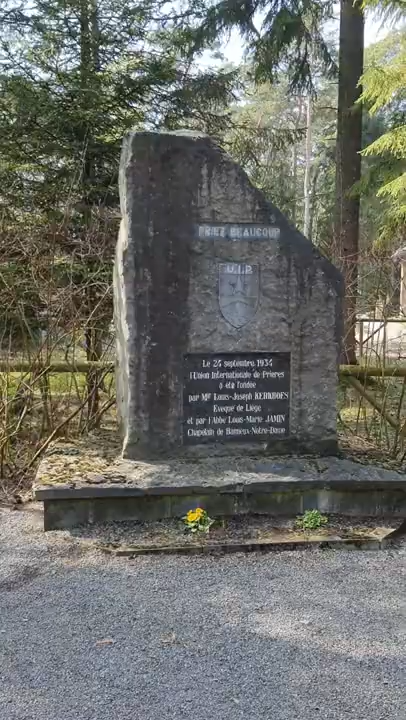 PRIEZ BEAUCOUP
U.I.P.
Le 24 septembre 1934
l'Union Internationale de Prières
a été fondée
par Mgr Louis-Joseph KERKHOFS
Evêque de Liège
et par l'Abbé Louis-Marie JAMIN
Chapelain de Banneux-Notre-Dame